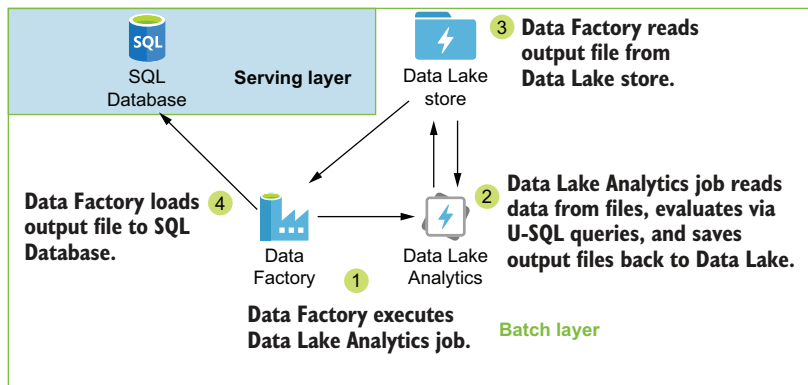 SQL
SQL
Database
Serving layer
Data Lake
store
3 Data Factory reads
output file from
Data Lake store.
Data Factory loads 4
output file to SQL
Database.
Data
Factory
Data Lake
Analytics
2 Data Lake Analytics job reads
data from files, evaluates via
U-SQL queries, and saves
output files back to Data Lake.
1
Data Factory executes
Data Lake Analytics job.
Batch layer